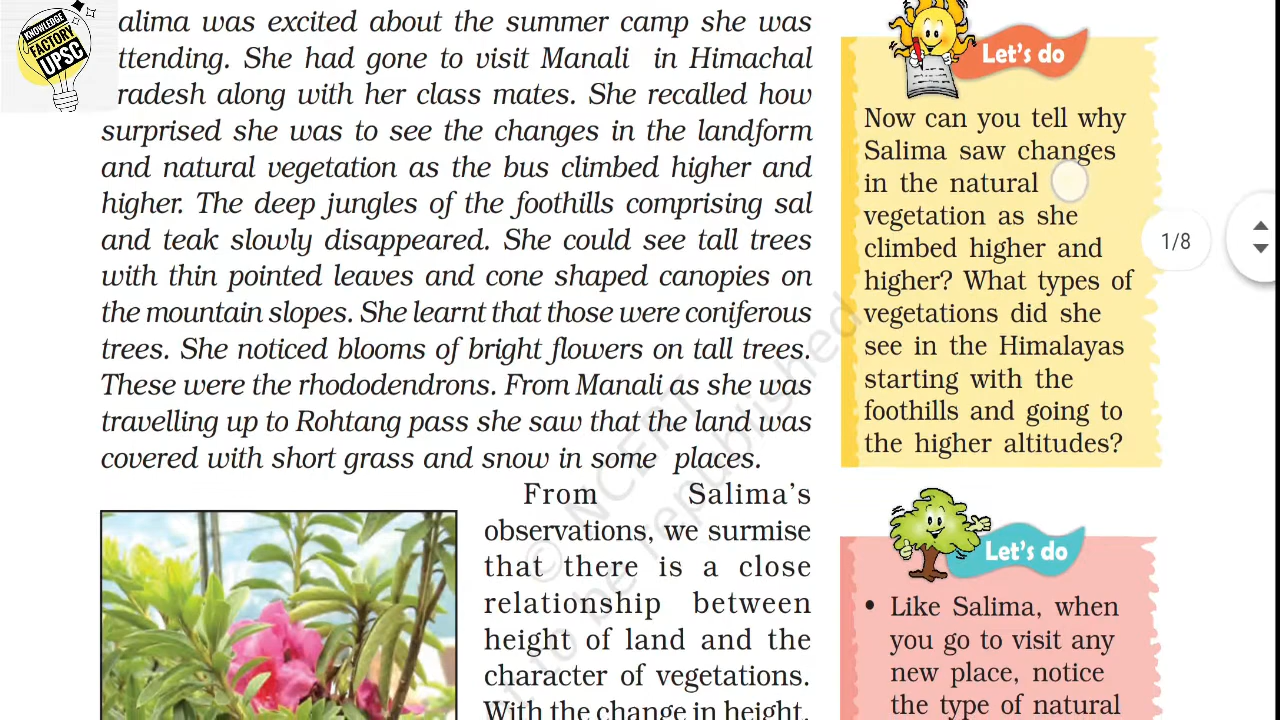 KNOWLEDGE
FACTORY
UPSC
alima was excited about the summer camp she was
ttending. She had gone to visit Manali in Himachal
radesh along with her class mates. She recalled how
surprised she was to see the changes in the landform
and natural vegetation as the bus climbed higher and
higher. The deep jungles of the foothills comprising sal
and teak slowly disappeared. She could see tall trees
with thin pointed leaves and cone shaped canopies on
the mountain slopes. She learnt that those were coniferous
trees. She noticed blooms of bright flowers on tall trees.
These were the rhododendrons. From Manali as she was
travelling up to Rohtang pass she saw that the land was
covered with short grass and snow in some places.
From Salima's
observations, we surmise
that there is a close
relationship between
height of land and the
character of vegetations.
With the change in height,
Let's do
Now can you tell why
Salima saw changes
in the natural
vegetation as she
climbed higher and
higher? What types of
vegetations did she
see in the Himalayas
starting with the
foothills and going to
the higher altitudes?
Let's do
• Like Salima, when
you go to visit any
new place, notice
the type of natural
1/8
© NCERT
to be republished